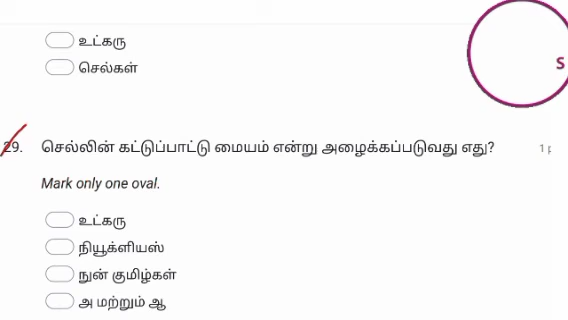 உட்கரு
செல்கள்
S
29. செல்லின் கட்டுப்பாட்டு மையம் என்று அழைக்கப்படுவது எது? 1 p
Mark only one oval.
உட்கரு
நியூக்ளியஸ்
நுன் குமிழ்கள்
அ மற்றும் ஆ